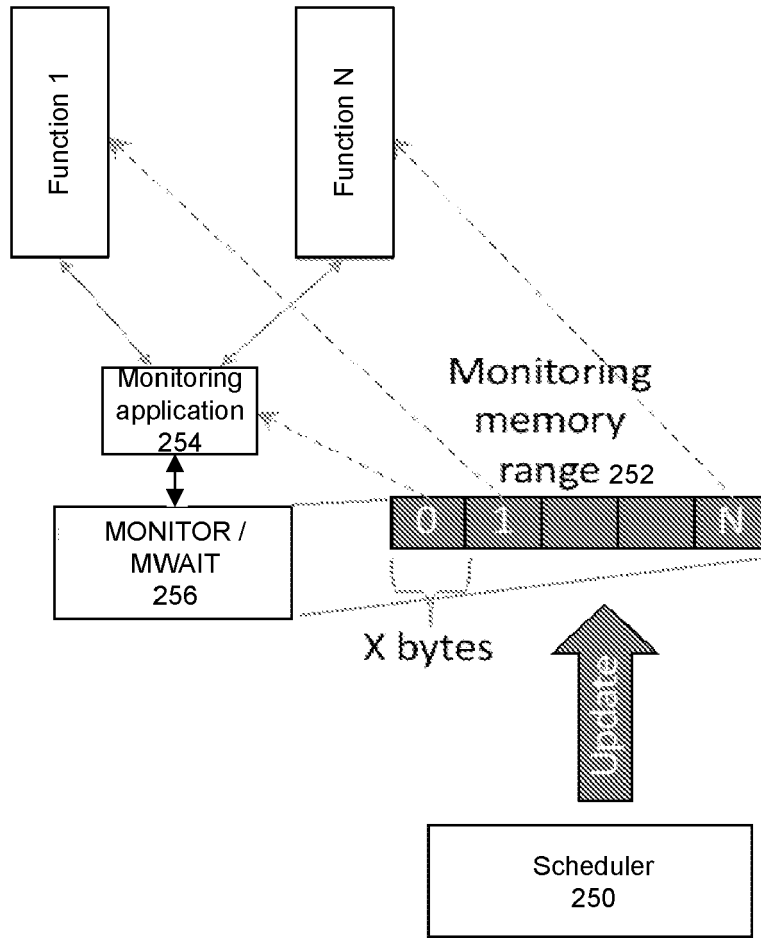 Function 1
Function N
Monitoring
application
254
Monitoring
memory
range 252
MONITOR /
MWAIT
256
0 1 N
X bytes
Update
Scheduler
250